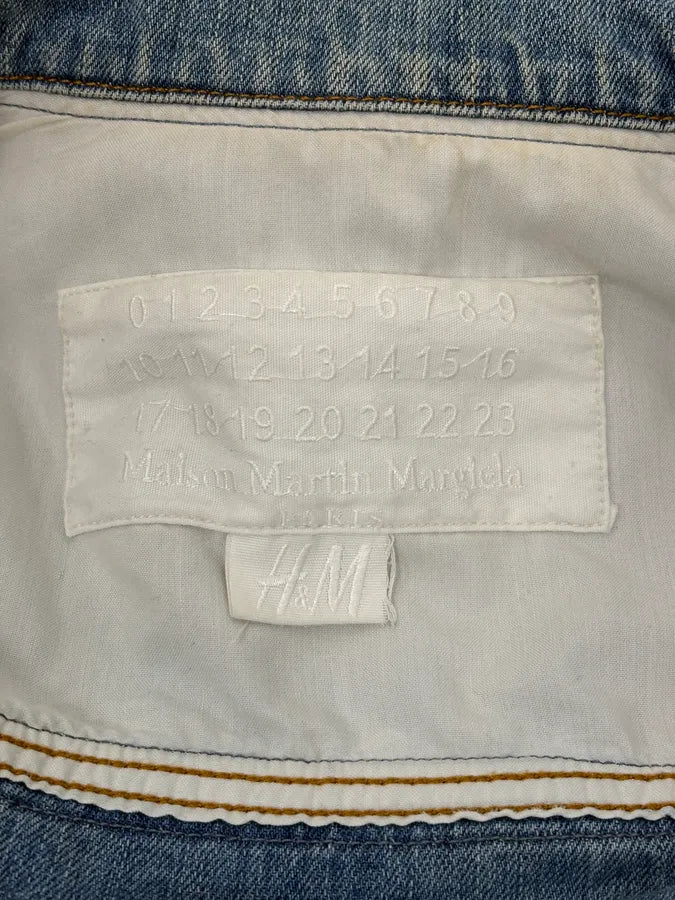 0 1 2 3 4 5 6 7 8 9
10 11 12 13 14 15 16
17 18 19 20 21 22 23
Maison Martin Margiela
PARIS
H&M